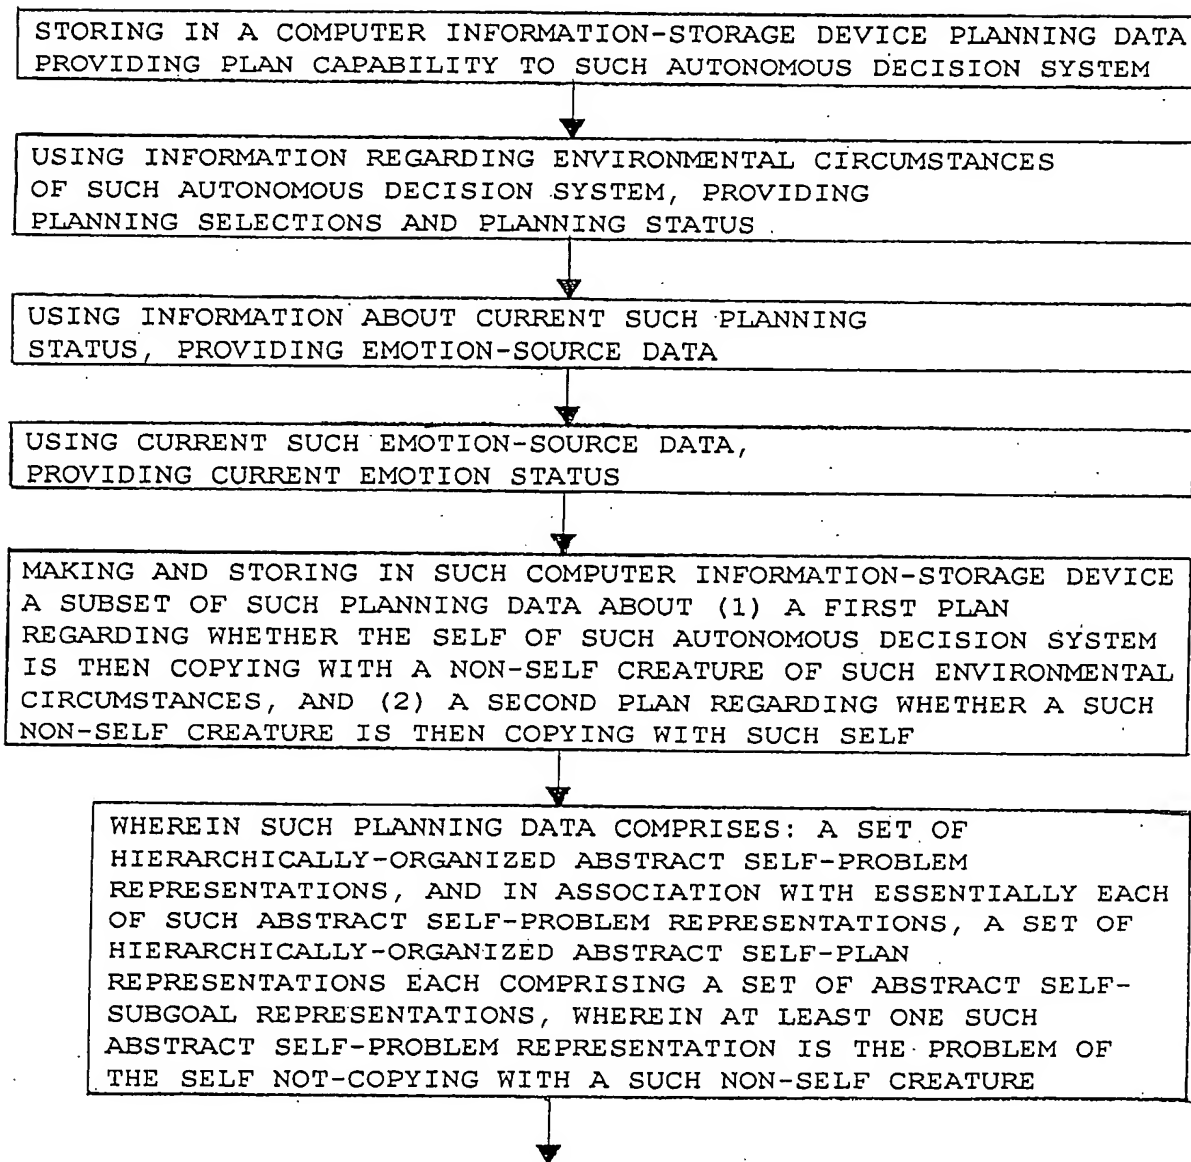 STORING IN A COMPUTER INFORMATION-STORAGE DEVICE PLANNING DATA
PROVIDING PLAN CAPABILITY TO SUCH AUTONOMOUS DECISION SYSTEM
USING INFORMATION REGARDING ENVIRONMENTAL CIRCUMSTANCES
OF SUCH AUTONOMOUS DECISION SYSTEM, PROVIDING
PLANNING SELECTIONS AND PLANNING STATUS
USING INFORMATION ABOUT CURRENT SUCH PLANNING
STATUS, PROVIDING EMOTION-SOURCE DATA
USING CURRENT SUCH EMOTION-SOURCE DATA,
PROVIDING CURRENT EMOTION STATUS
MAKING AND STORING IN SUCH COMPUTER INFORMATION-STORAGE DEVICE
A SUBSET OF SUCH PLANNING DATA ABOUT (1) A FIRST PLAN
REGARDING WHETHER THE SELF OF SUCH AUTONOMOUS DECISION SYSTEM
IS THEN COPYING WITH A NON-SELF CREATURE OF SUCH ENVIRONMENTAL
CIRCUMSTANCES, AND (2) A SECOND PLAN REGARDING WHETHER A SUCH
NON-SELF CREATURE IS THEN COPYING WITH SUCH SELF
WHEREIN SUCH PLANNING DATA COMPRISES: A SET OF
HIERARCHICALLY-ORGANIZED ABSTRACT SELF-PROBLEM
REPRESENTATIONS, AND IN ASSOCIATION WITH ESSENTIALLY EACH
OF SUCH ABSTRACT SELF-PROBLEM REPRESENTATIONS, A SET OF
HIERARCHICALLY-ORGANIZED ABSTRACT SELF-PLAN
REPRESENTATIONS EACH COMPRISING A SET OF ABSTRACT SELF-
SUBGOAL REPRESENTATIONS, WHEREIN AT LEAST ONE SUCH
ABSTRACT SELF-PROBLEM REPRESENTATION IS THE PROBLEM OF
THE SELF NOT-COPYING WITH A SUCH NON-SELF CREATURE